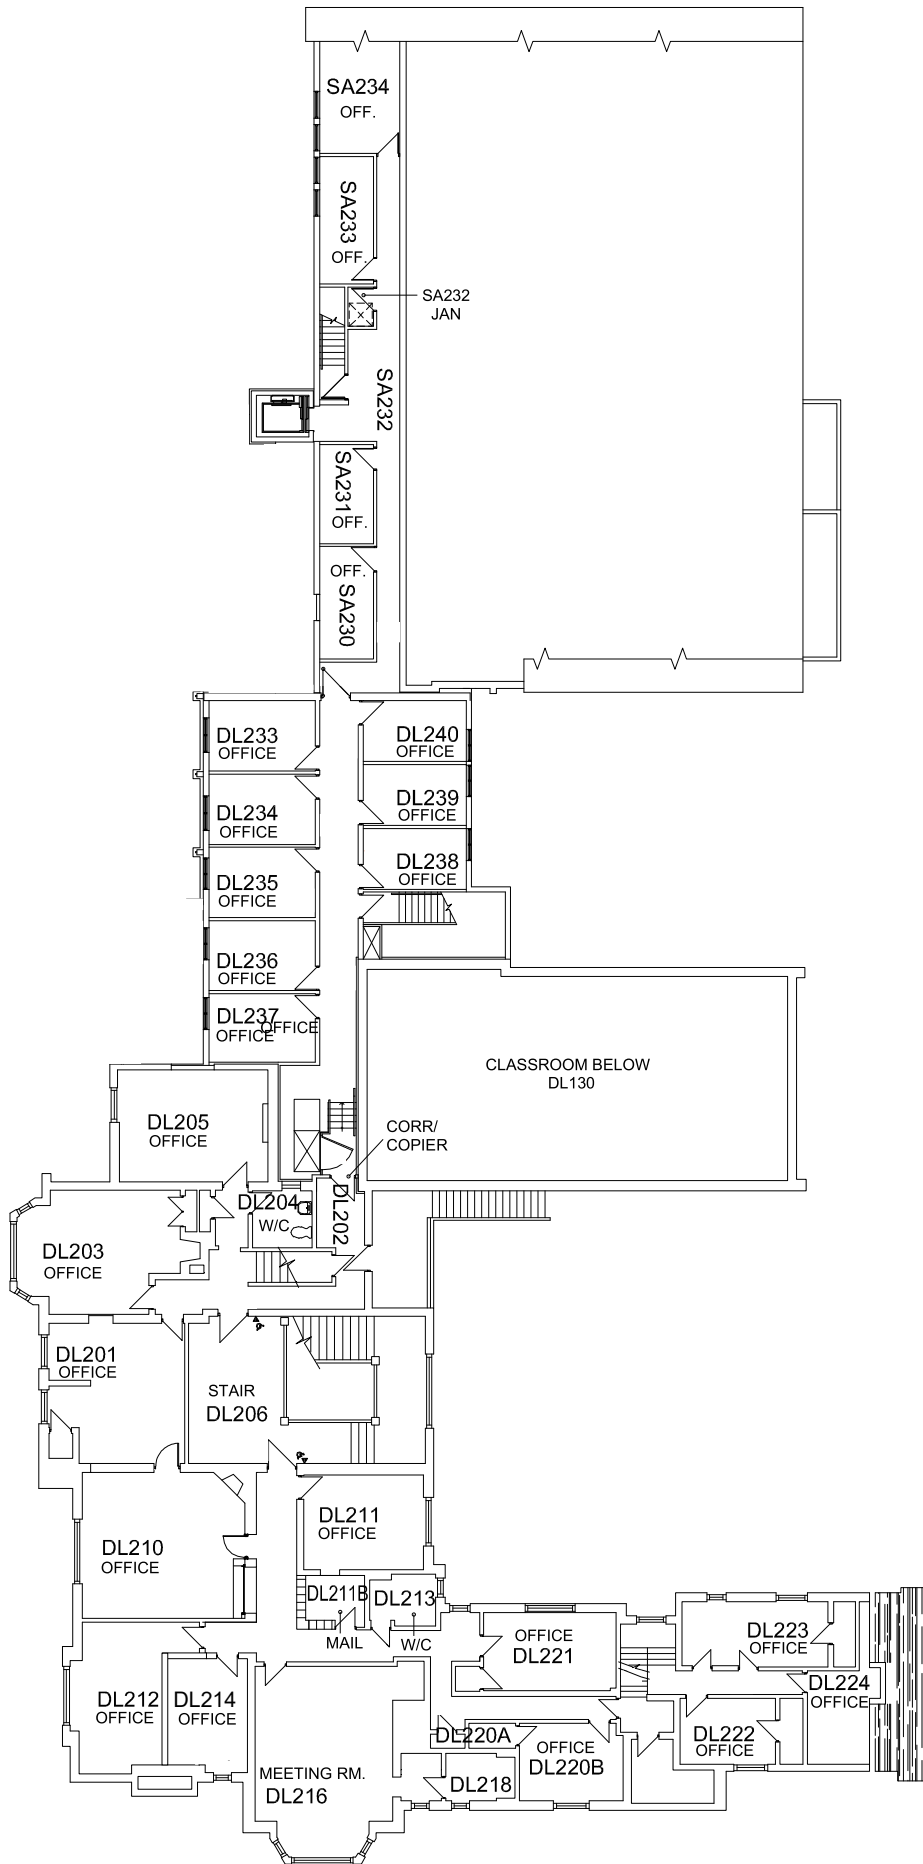 SA234
OFF.
SA233
OFF.
SA232
JAN
SA232
SA231
OFF.
OFF.
SA230
DL233
OFFICE
DL240
OFFICE
DL234
OFFICE
DL239
OFFICE
DL235
OFFICE
DL238
OFFICE
DL236
OFFICE
DL237
OFFICE
OFFICE
CLASSROOM BELOW
DL130
DL205
OFFICE
CORR/
COPIER
DL204
W/C
DL202
DL203
OFFICE
DL201
OFFICE
STAIR
DL206
DL211
OFFICE
DL210
OFFICE
DL211B
MAIL
DL213
W/C
OFFICE
DL221
DL223
OFFICE
DL224
OFFICE
DL212
OFFICE
DL214
OFFICE
DL220A
OFFICE
DL220B
DL222
OFFICE
MEETING RM.
DL216
DL218